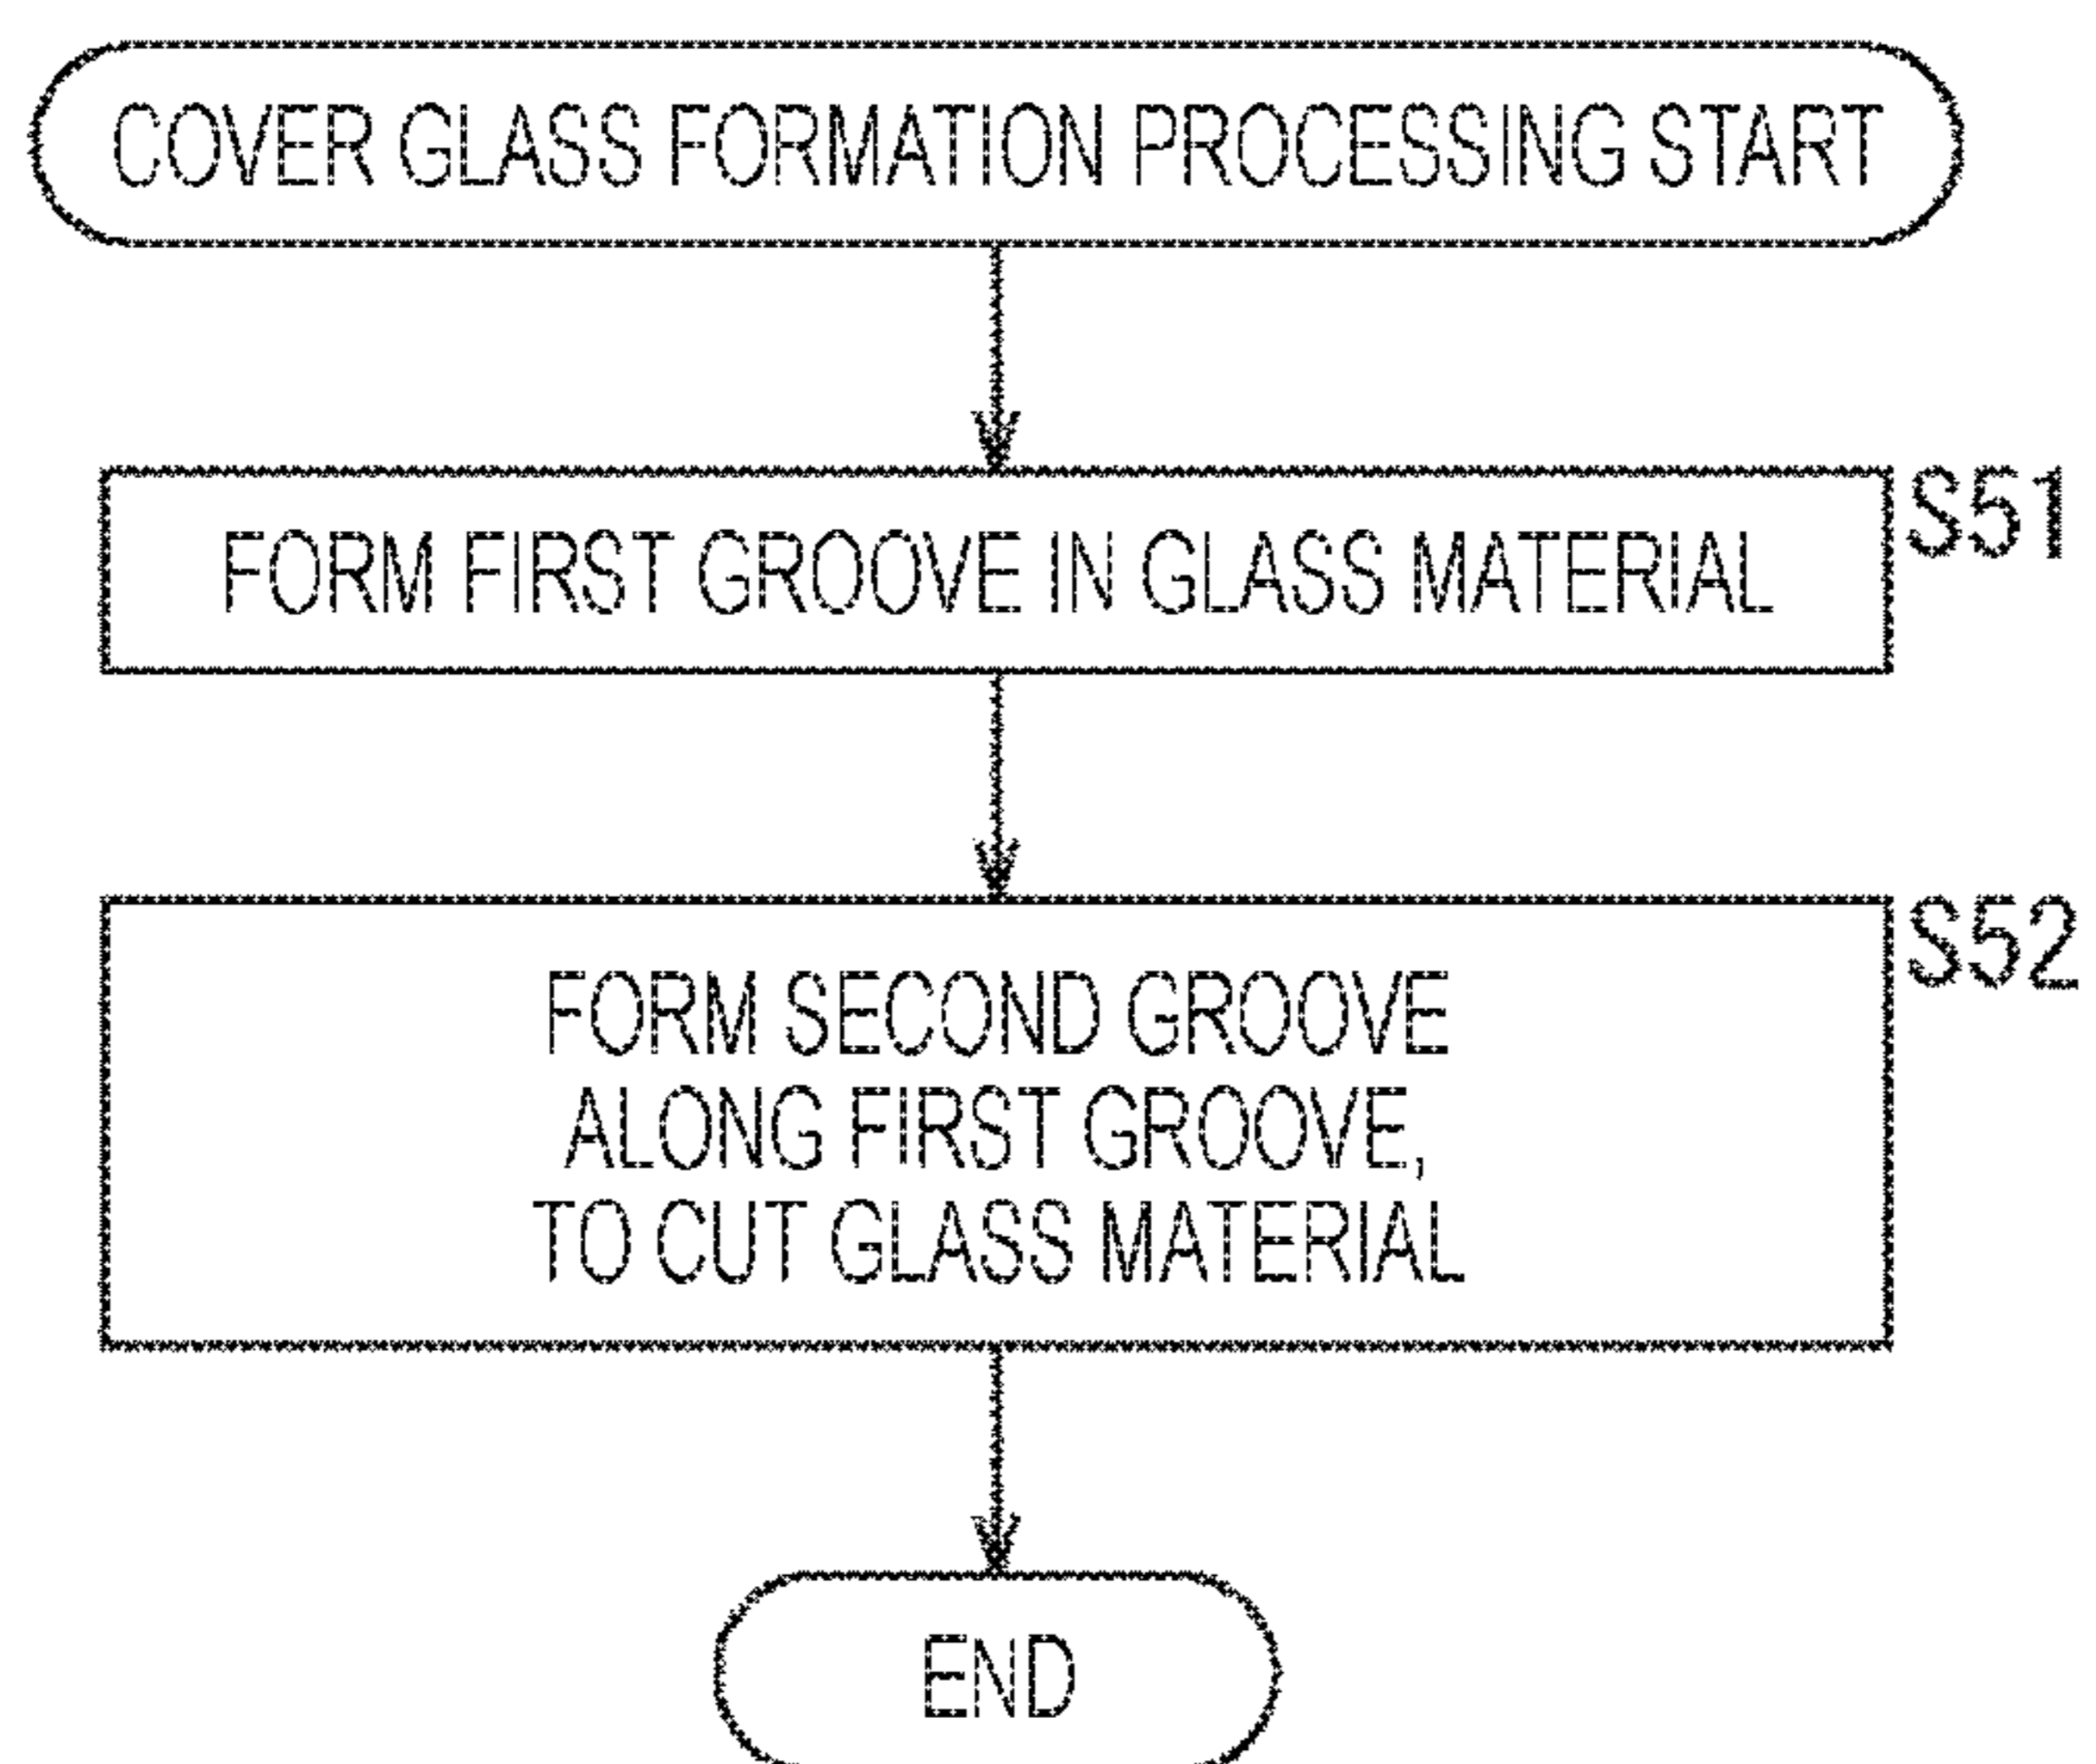 COVER GLASS FORMATION PROCESSING START
S51
FORM FIRST GROOVE IN GLASS MATERIAL
S52
FORM SECOND GROOVE
ALONG FIRST GROOVE,
TO CUT GLASS MATERIAL
END